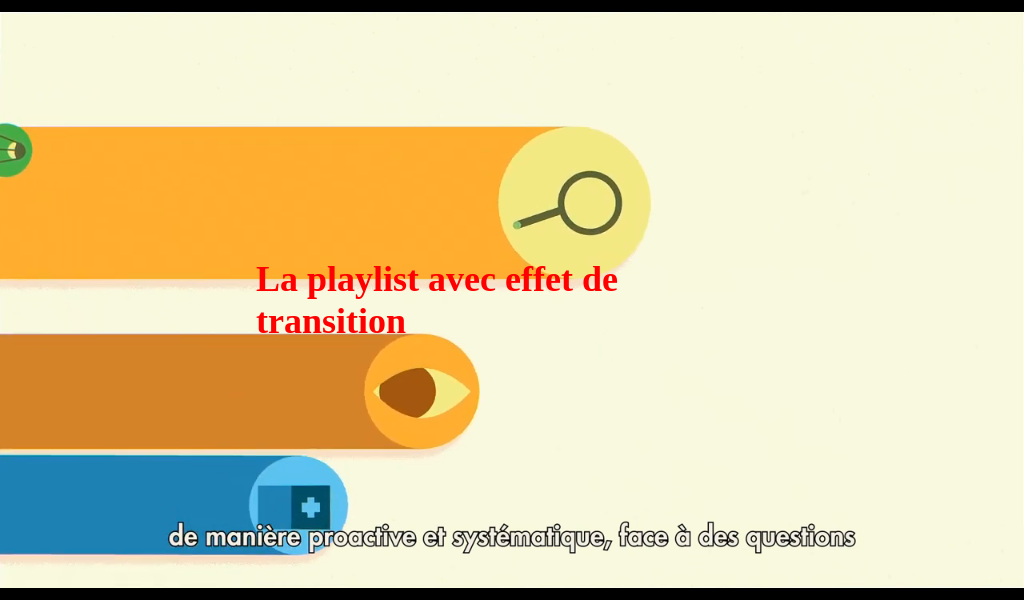 La playlist avec effet de
transition
de manière proactive et systématique, face à des questions